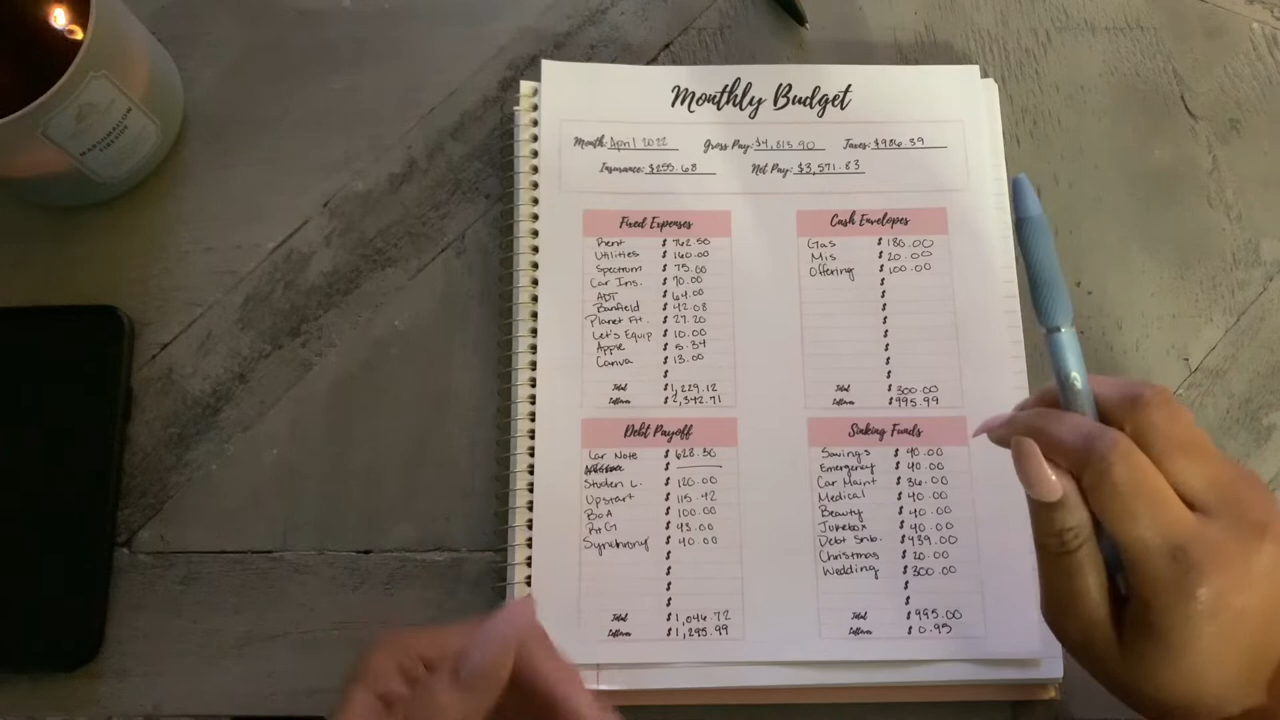 MARSHMALLOW
FIRESIDE
Monthly Budget
Month: April 2022 Gross Pay: $4,813.90 Taxes: $986.39
Insurance: $255.68 Net Pay: $3,571.83
Fixed Expenses
Rent $ 762.50
Utilities $ 160.00
Spectrum $ 75.00
Car Ins. $ 70.00
ADT $ 64.00
Banfield $ 42.08
Planet Fit. $ 27.20
Let's Equip $ 10.00
Apple $ 5.34
Canva $ 13.00
$
Total $1,229.12
Leftover $2,342.71
Cash Envelopes
Gas $ 180.00
Mis $ 20.00
Offering $ 100.00
$
$
$
$
$
$
$
$
Total $ 300.00
Leftover $995.99
Debt Payoff
Car Note $ 628.30
$
Studen L. $ 120.00
Upstart $ 115.42
BoA $ 100.00
$ 43.00
Synchrony $ 40.00
$
$
$
$
Total $1,046.72
Leftover $1,295.99
Sinking Funds
Savings $ 40.00
Emergency $ 40.00
Car Maint $ 36.00
Medical $ 40.00
Beauty $ 40.00
Jukebox $ 40.00
Debt Snb. $439.00
Christmas $ 20.00
Wedding $ 300.00
$
$
Total $ 995.00
Leftover $ 0.95